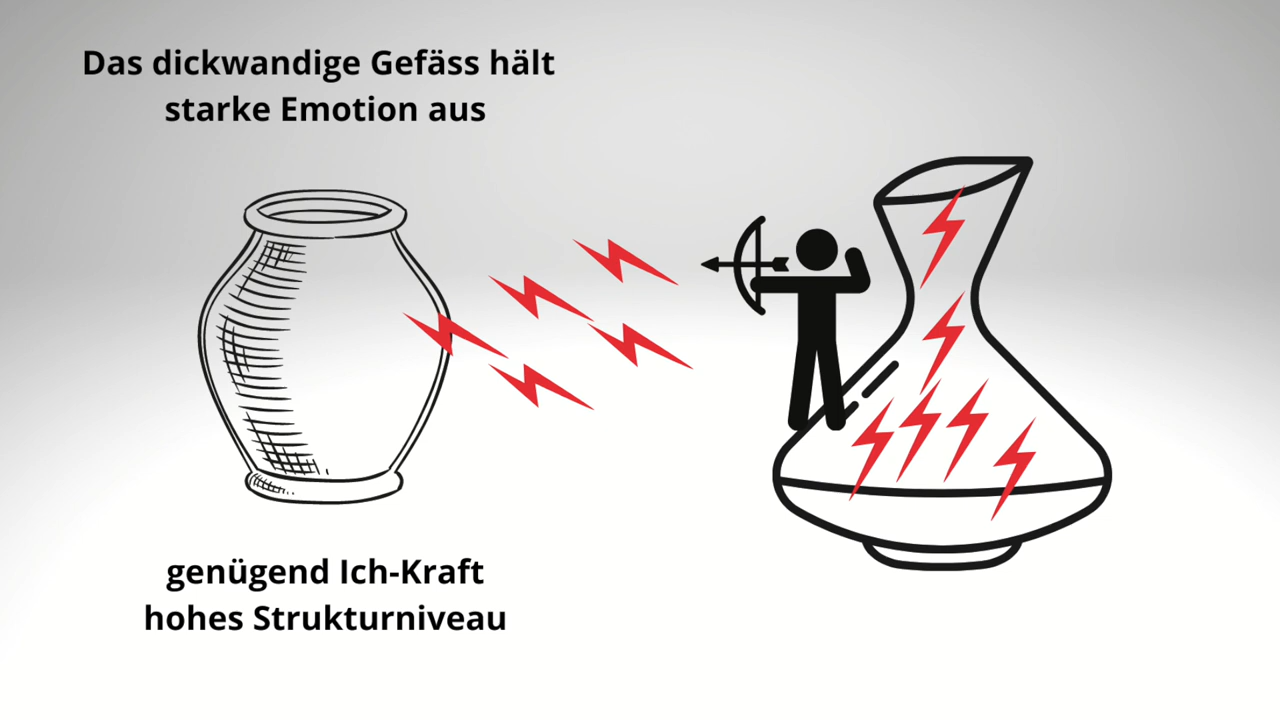 Das dickwandige Gefäss hält
starke Emotion aus
genügend Ich-Kraft
hohes Strukturniveau